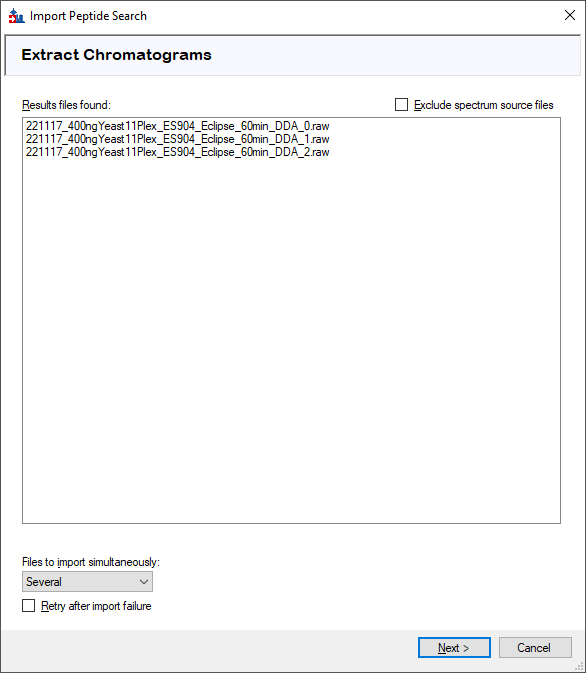 Import Peptide Search
Extract Chromatograms
Results files found:
Exclude spectrum source files
221117_400ngYeast11Plex_ES904_Eclipse_60min_DDA_0.raw
221117_400ngYeast11Plex_ES904_Eclipse_60min_DDA_1.raw
221117_400ngYeast11Plex_ES904_Eclipse_60min_DDA_2.raw
Files to import simultaneously:
Several
Retry after import failure
Next >
Cancel